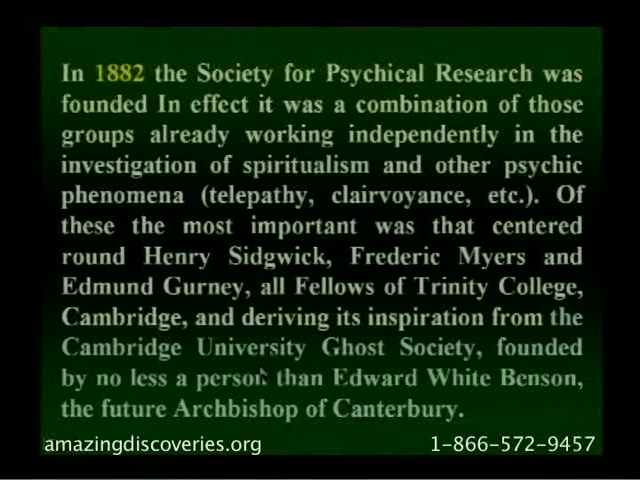 In 1882 the Society for Psychical Research was
founded In effect it was a combination of those
groups already working independently in the
investigation of spiritualism and other psychic
phenomena (telepathy, clairvoyance, etc.). Of
these the most important was that centered
round Henry Sidgwick, Frederic Myers and
Edmund Gurney, all Fellows of Trinity College,
Cambridge, and deriving its inspiration from the
Cambridge University Ghost Society, founded
by no less a person than Edward White Benson,
the future Archbishop of Canterbury.
amazingdiscoveries.org 1-866-572-9457